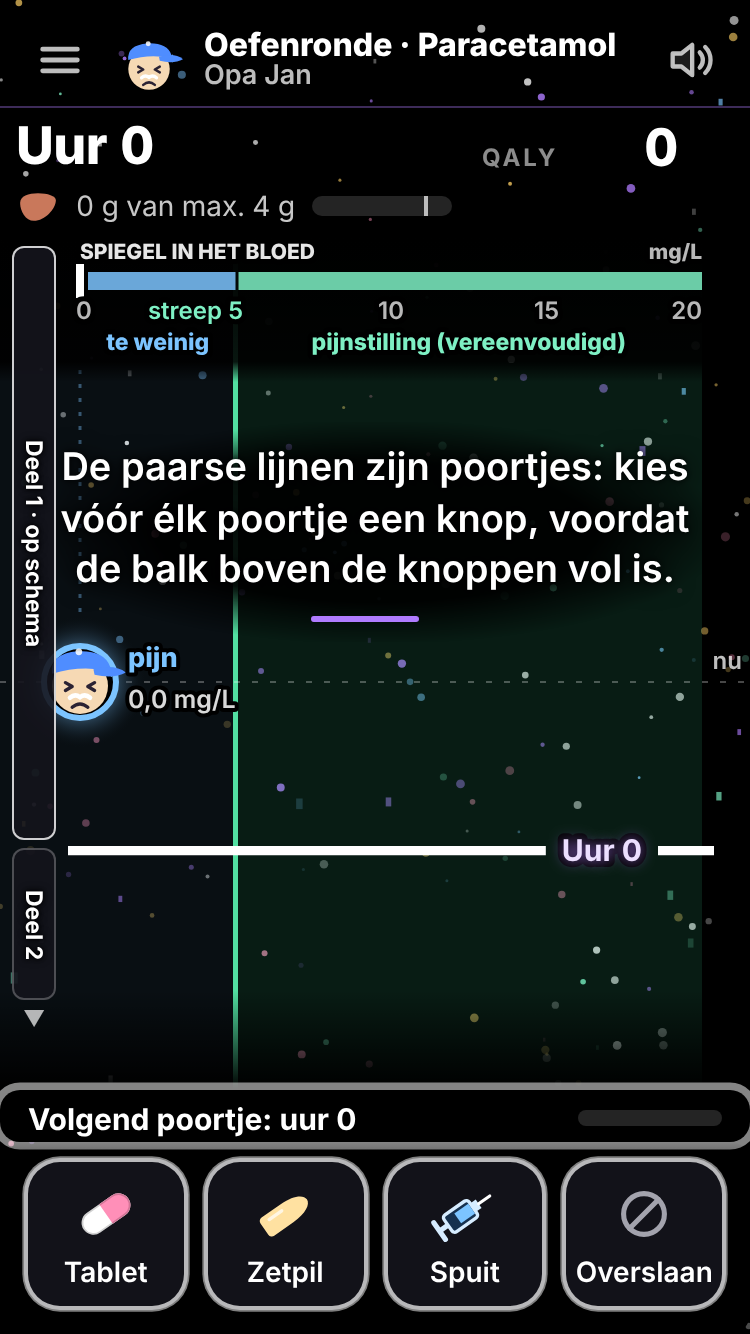 Oefenronde · Paracetamol
Opa Jan
Uur 0
QALY 0
0 g van max. 4 g
SPIEGEL IN HET BLOED mg/L
0 streep 5 10 15 20
te weinig pijnstilling (vereenvoudigd)
De paarse lijnen zijn poortjes: kies
vóór élk poortje een knop, voordat
de balk boven de knoppen vol is.
Deel 1 · op schema
pijn
nu
0,0 mg/L
Uur 0
Deel 2
Volgend poortje: uur 0
Tablet Zetpil Spuit Overslaan